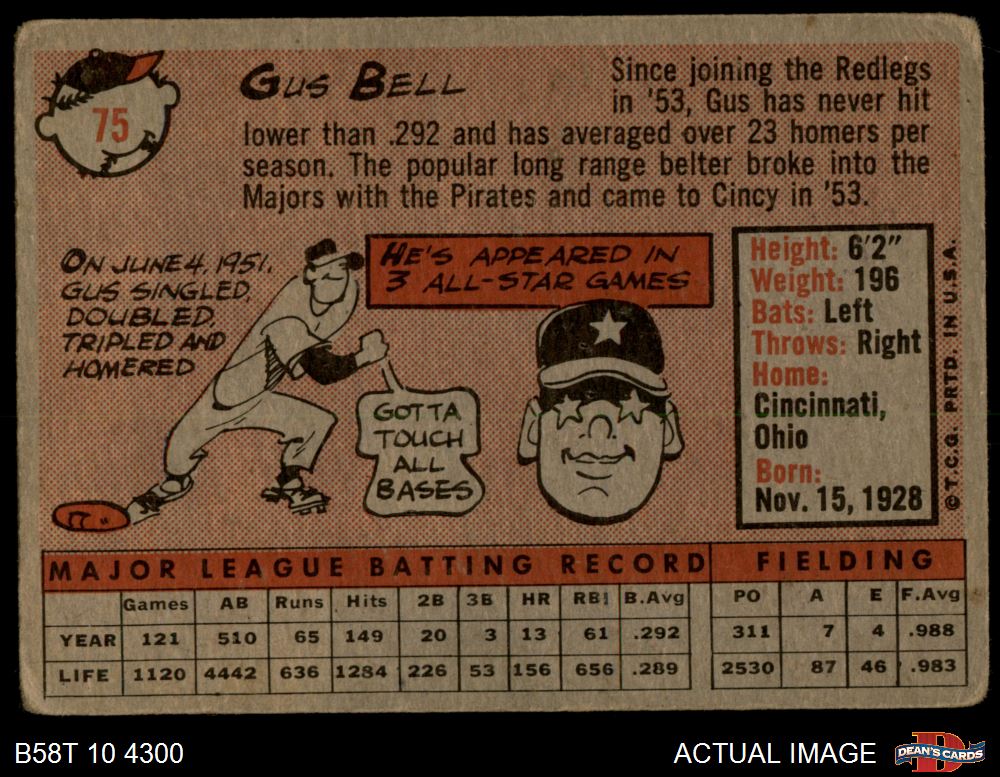 75
GUS BELL
Since joining the Redlegs
in '53, Gus has never hit
lower than .292 and has averaged over 23 homers per
season. The popular long range belter broke into the
Majors with the Pirates and came to Cincy in '53.
ON JUNE 4, 1951,
GUS SINGLED,
DOUBLED
TRIPLED AND
HOMERED
GOTTA
TOUCH
ALL
BASES
HE'S APPEARED IN
3 ALL-STAR GAMES
Height: 6'2"
Weight: 196
Bats: Left
Throws: Right
Home:
Cincinnati,
Ohio
Born:
Nov. 15, 1928
© T.C.G. PRTD. IN U.S.A.
MAJOR LEAGUE BATTING RECORD FIELDING
Games AB Runs Hits 2B 3B HR RBI B.Avg PO A E F.Avg
YEAR 121 510 65 149 20 3 13 61 .292 311 7 4 .988
LIFE 1120 4442 636 1284 226 53 156 656 .289 2530 87 46 .983
B58T 10 4300
ACTUAL IMAGE
D
DEAN'S CARDS